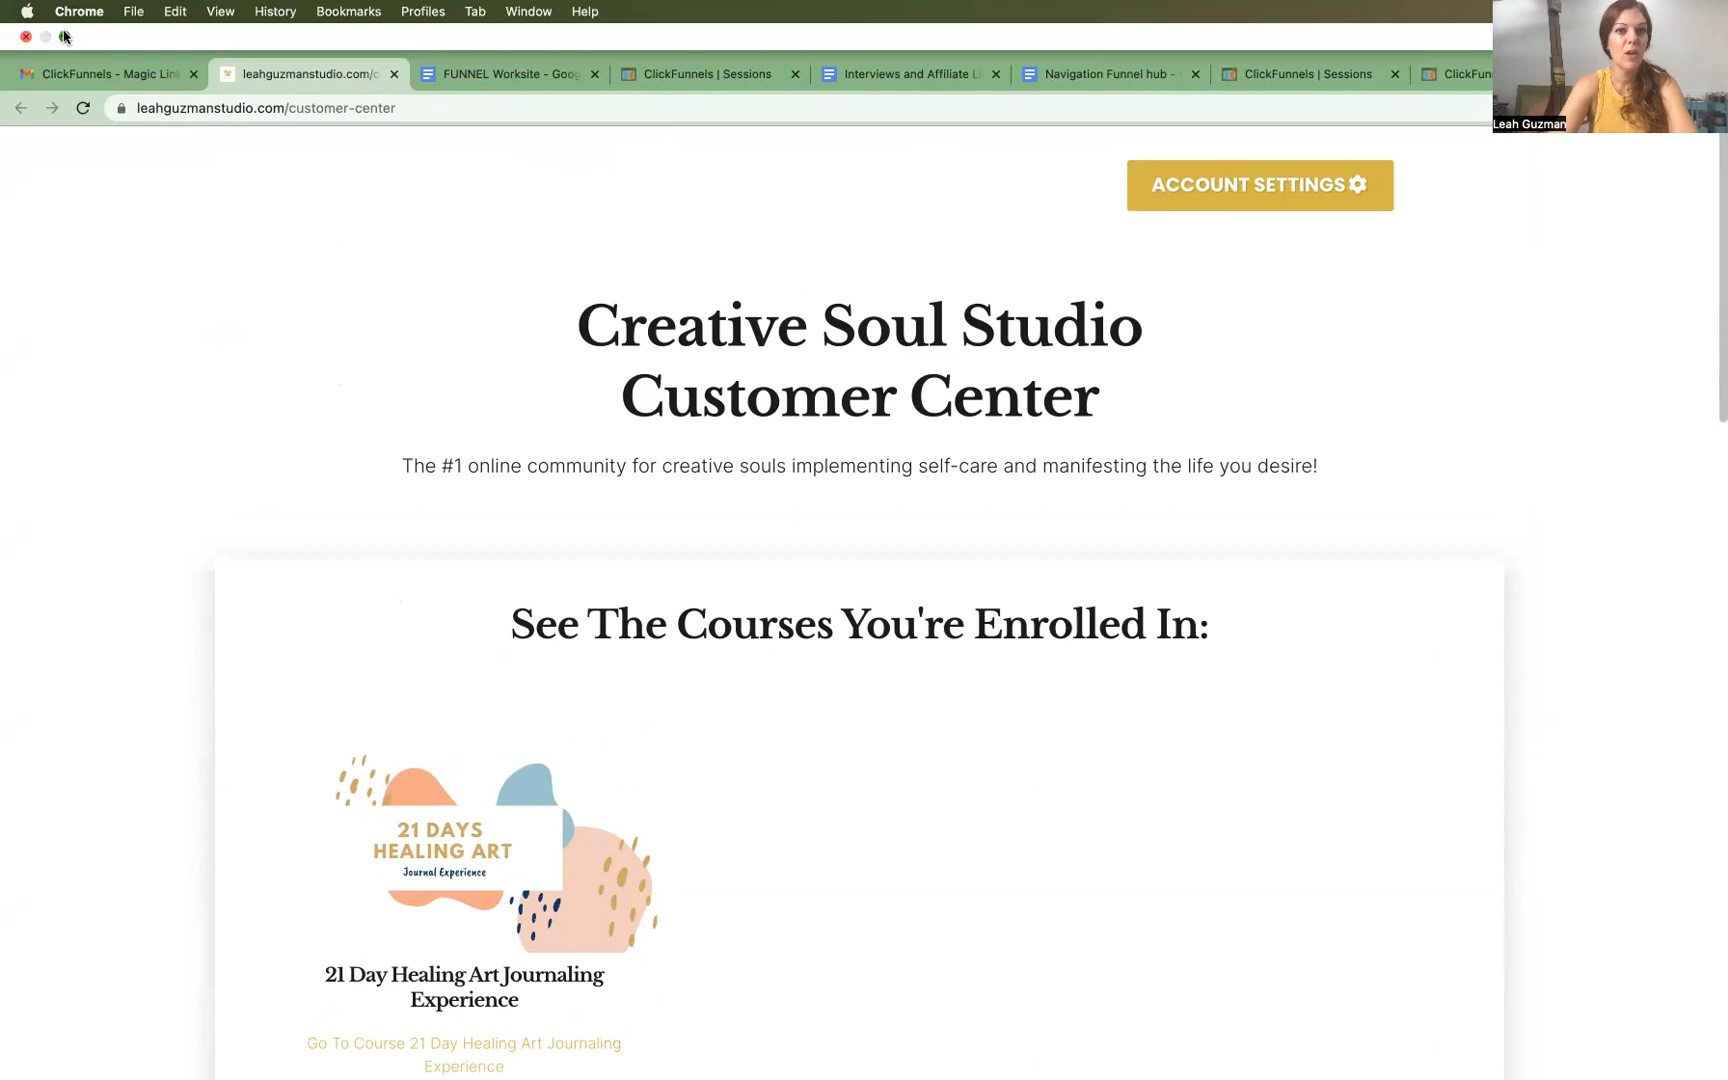 Chrome File Edit View History Bookmarks Profiles Tab Window Help
ClickFunnels - Magic Lin leahguzmanstudio.com/c FUNNEL Worksite - Goog ClickFunnels | Sessions Interviews and Affiliate L Navigation Funnel hub - ClickFunnels | Sessions ClickFun
leahguzmanstudio.com/customer-center
Leah Guzman
ACCOUNT SETTINGS
Creative Soul Studio
Customer Center
The #1 online community for creative souls implementing self-care and manifesting the life you desire!
See The Courses You're Enrolled In:
21 DAYS
HEALING ART
Journal Experience
21 Day Healing Art Journaling
Experience
Go To Course 21 Day Healing Art Journaling
Experience